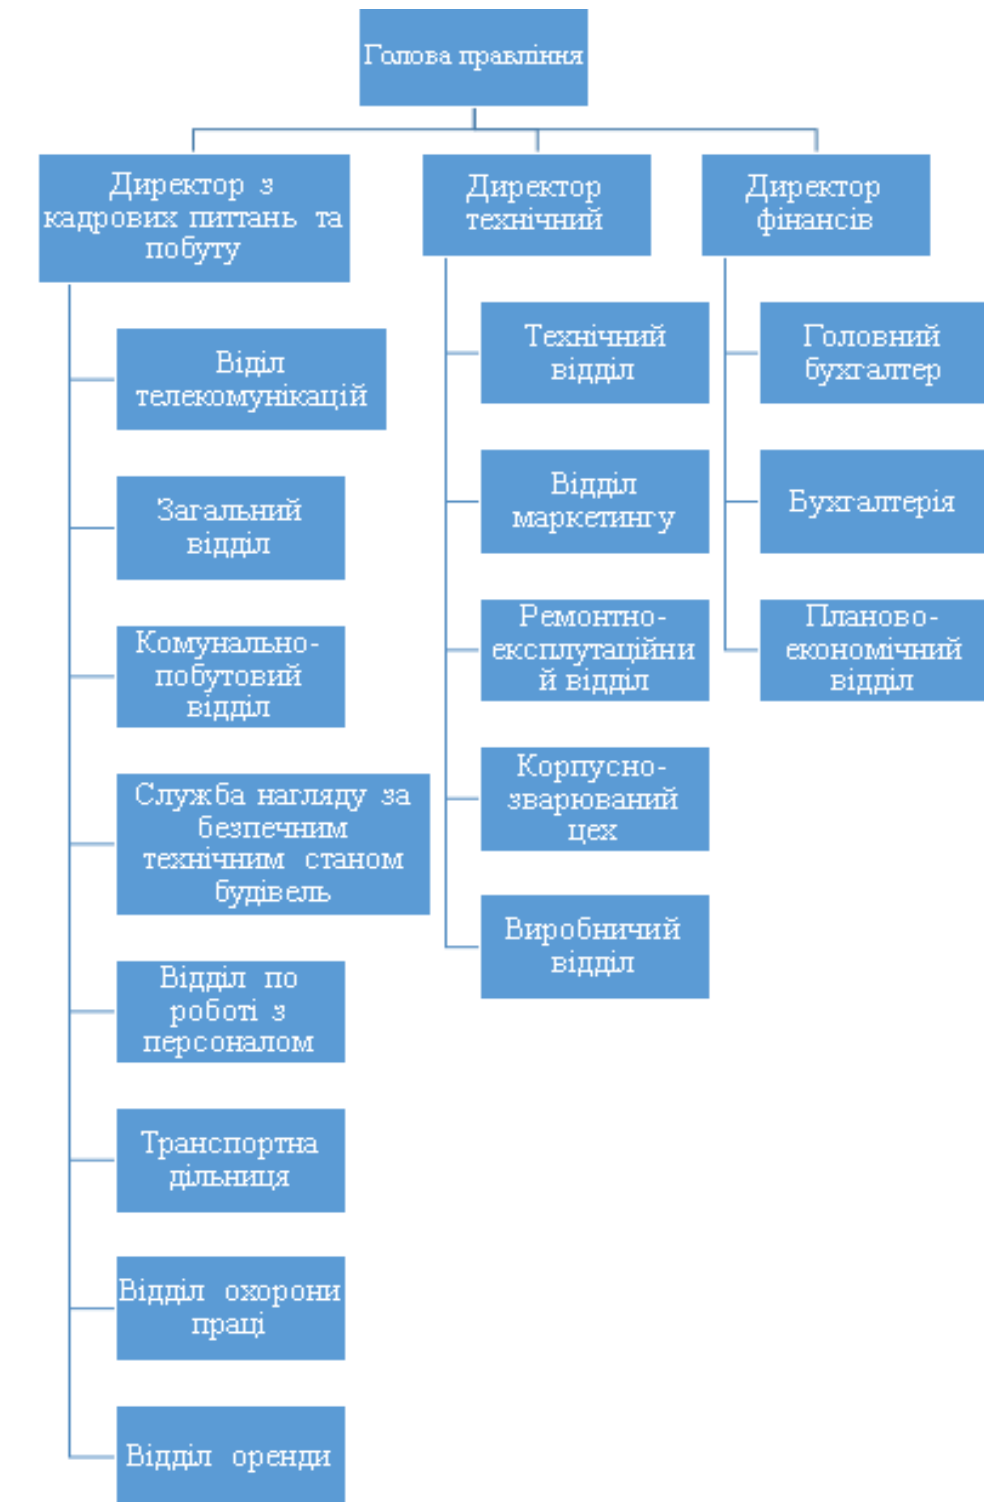 Голова правління
Директор з
кадрових питань та
побуту
Віділ
телекомунікацій
Загальний
відділ
Комунально-
побутовий
відділ
Служба нагляду за
безпечним
технічним станом
будівель
Відділ по
роботі з
персоналом
Транспортна
дільниця
Відділ охорони
праці
Відділ оренди
Директор
технічний
Технічний
відділ
Відділ
маркетингу
Ремонтно-
експлутаційни
й відділ
Корпусно-
зварюваний
цех
Виробничий
відділ
Директор
фінансів
Головний
бухгалтер
Бухгалтерія
Планово-
економічний
відділ